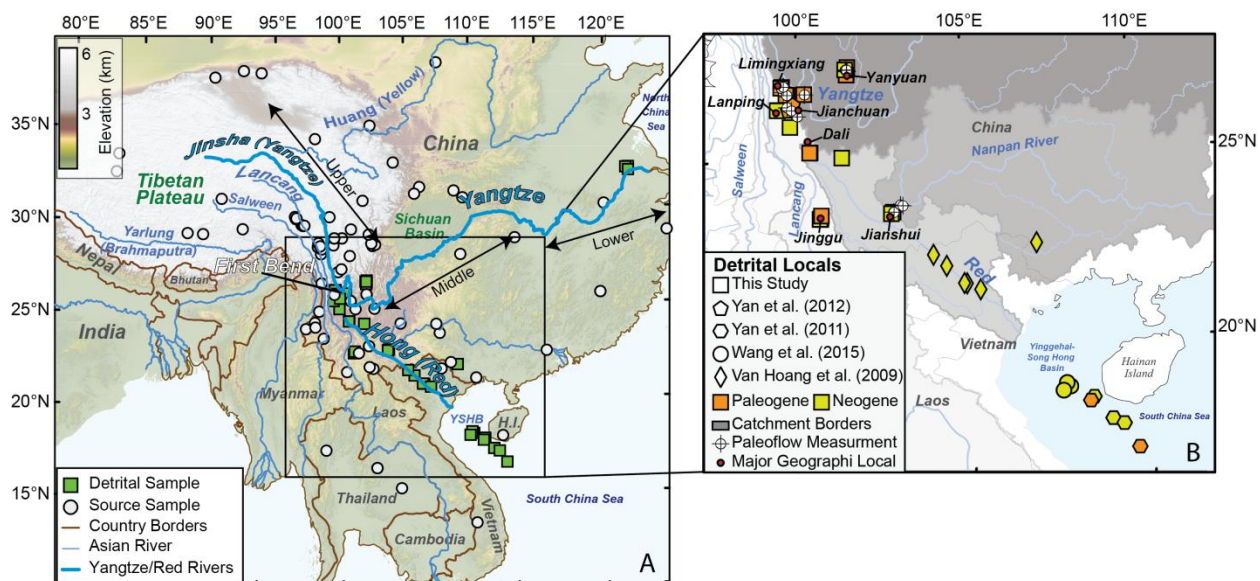 80°E 85°E 90°E 95°E 100°E 105°E 110°E 115°E 120°E
35°N
30°N
25°N
20°N
15°N
6
3
0
Elevation (km)
Huang (Yellow)
North
China
Sea
China
Jinsha (Yangtze)
Upper
Lancang
Tibetan
Plateau
Salween
Yangtze
Sichuan
Basin
Yarlung
(Brahmaputra)
Lower
Nepal
First Bend
Middle
Bhutan
India
Hong (Red)
Myanmar
Laos
YSHB
H.I.
Thailand
South China Sea
Vietnam
Cambodia
Detrital Sample
Source Sample
Country Borders
Asian River
Yangtze/Red Rivers
A
100°E 105°E 110°E
25°N
20°N
Limingxiang
Yanyuan
Yangtze
Lanping
Jianchuan
Dali
China
Nanpan River
Salween
Lancang
Jinggu
Jianshui
Red
Detrital Locals
This Study
Yan et al. (2012)
Yan et al. (2011)
Wang et al. (2015)
Van Hoang et al. (2009)
Paleogene Neogene
Catchment Borders
Paleoflow Measurment
Major Geographi Local
Vietnam
Yinggehai-
Song Hong
Basin
Hainan
Island
Laos
South China Sea
B